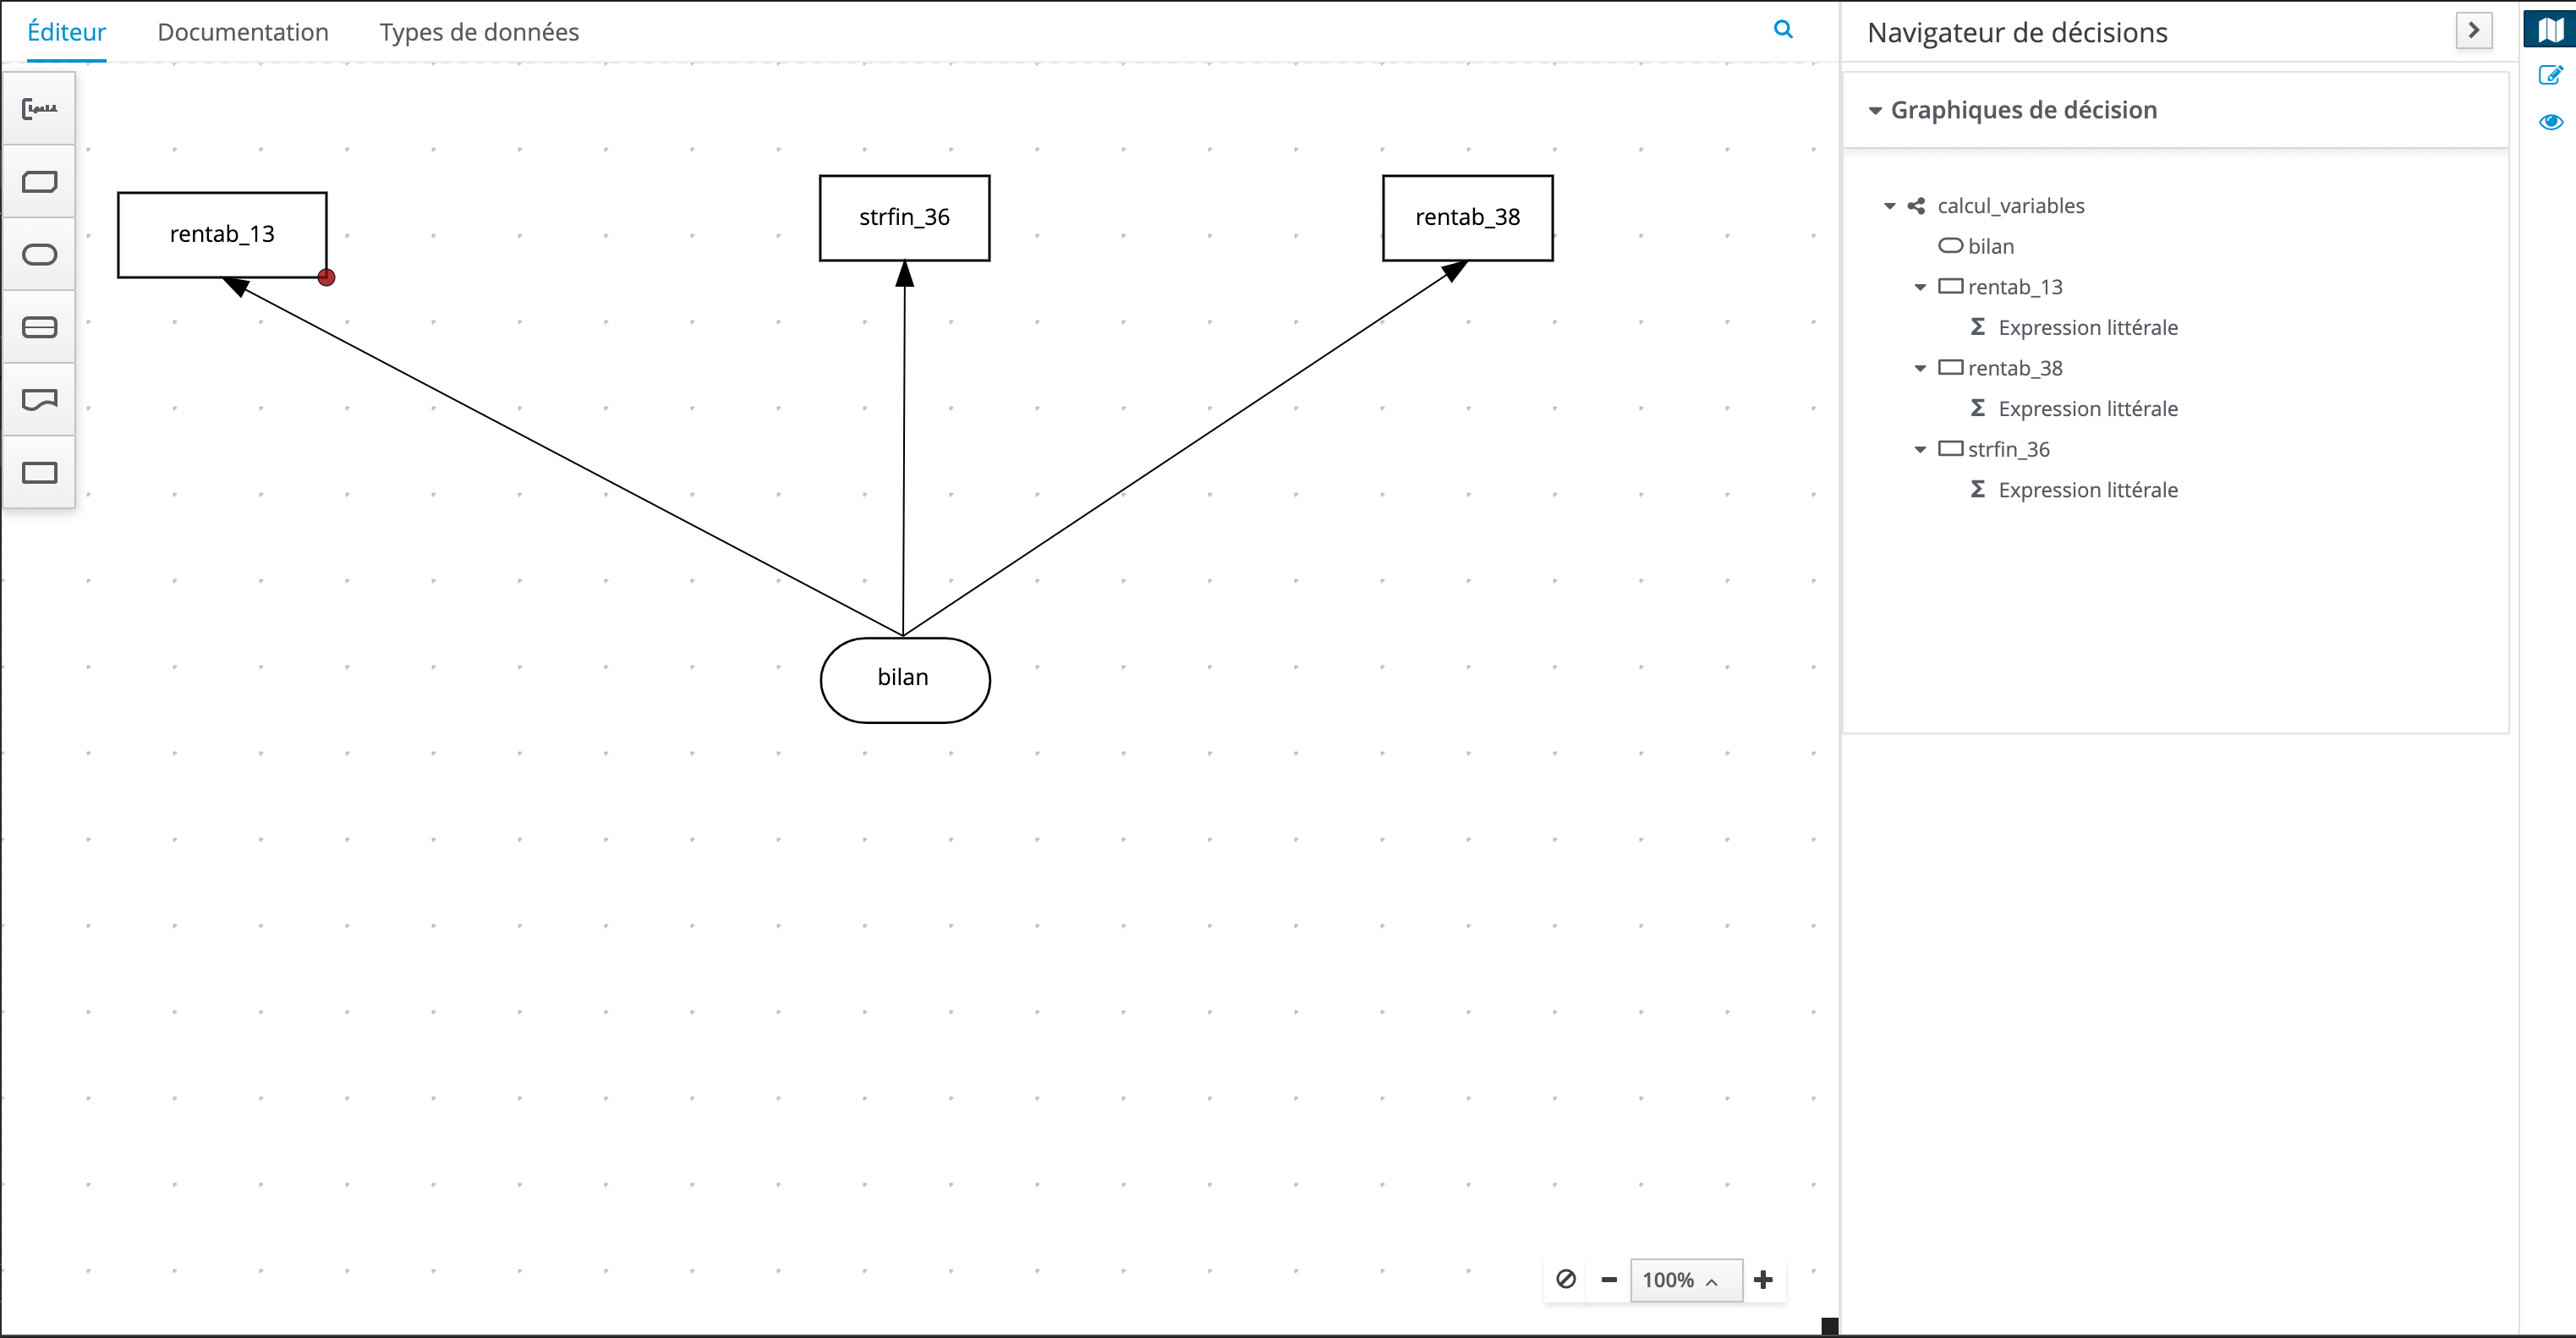 Éditeur
Documentation
Types de données
rentab_13
strfin_36
rentab_38
bilan
100%
Navigateur de décisions
Graphiques de décision
calcul_variables
bilan
rentab_13
Σ Expression littérale
rentab_38
Σ Expression littérale
strfin_36
Σ Expression littérale